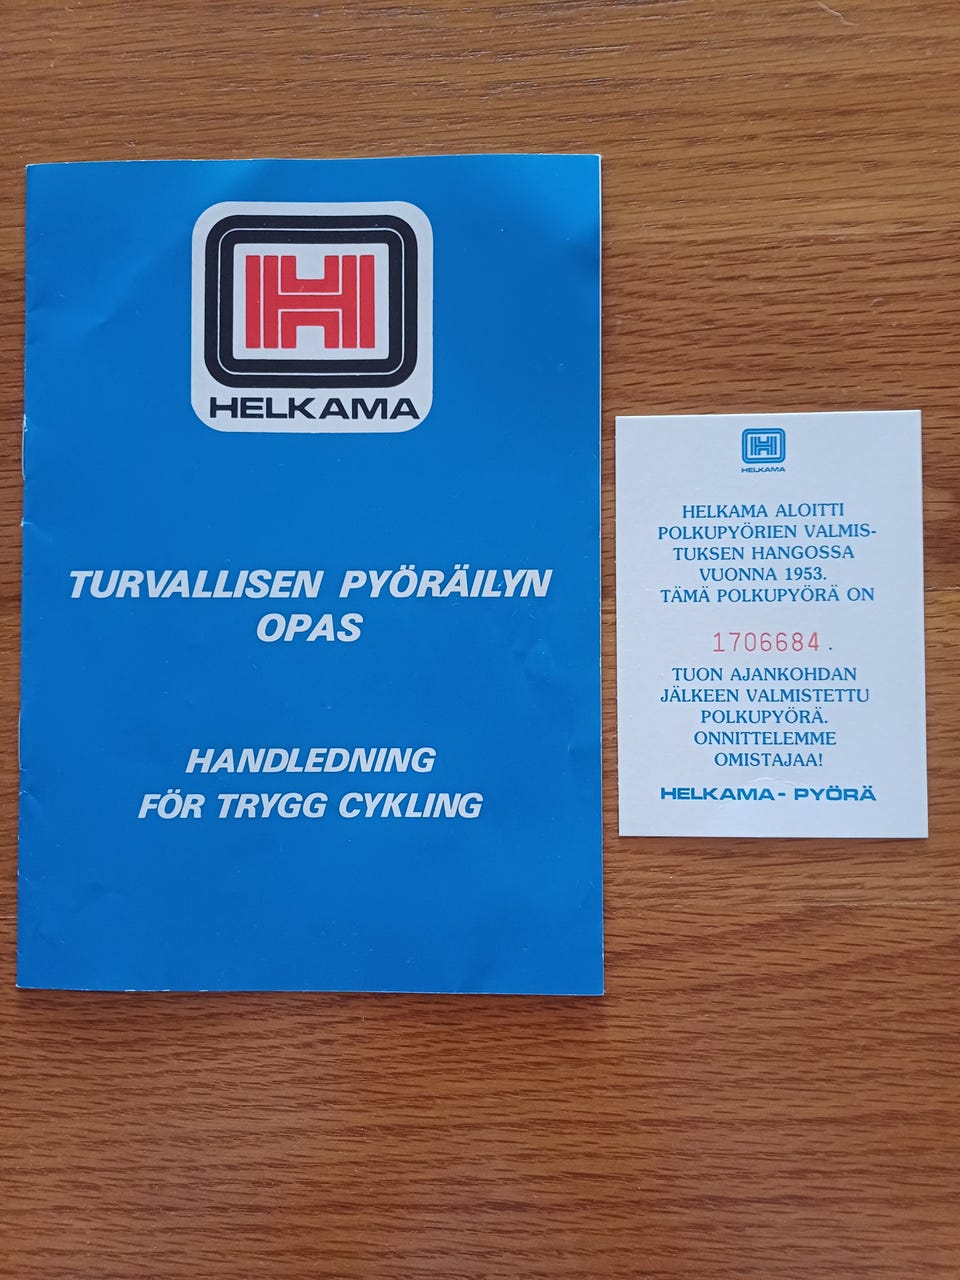 HELKAMA
TURVALLISEN PYÖRÄILYN
OPAS
HANDLEDNING
FÖR TRYGG CYKLING
HELKAMA
HELKAMA ALOITTI
POLKUPYÖRIEN VALMIS-
TUKSEN HANGOSSA
VUONNA 1953.
TÄMÄ POLKUPYÖRÄ ON
1706684.
TUON AJANKOHDAN
JÄLKEEN VALMISTETTU
POLKUPYÖRÄ.
ONNITTELEMME
OMISTAJAA!
HELKAMA-PYÖRÄ